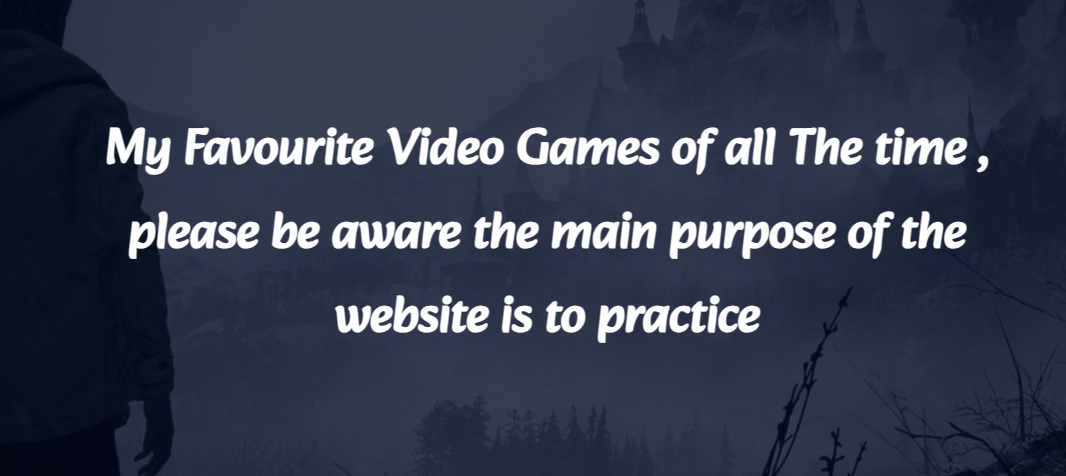 My Favourite Video Games of all The time ,
please be aware the main purpose of the
website is to practice